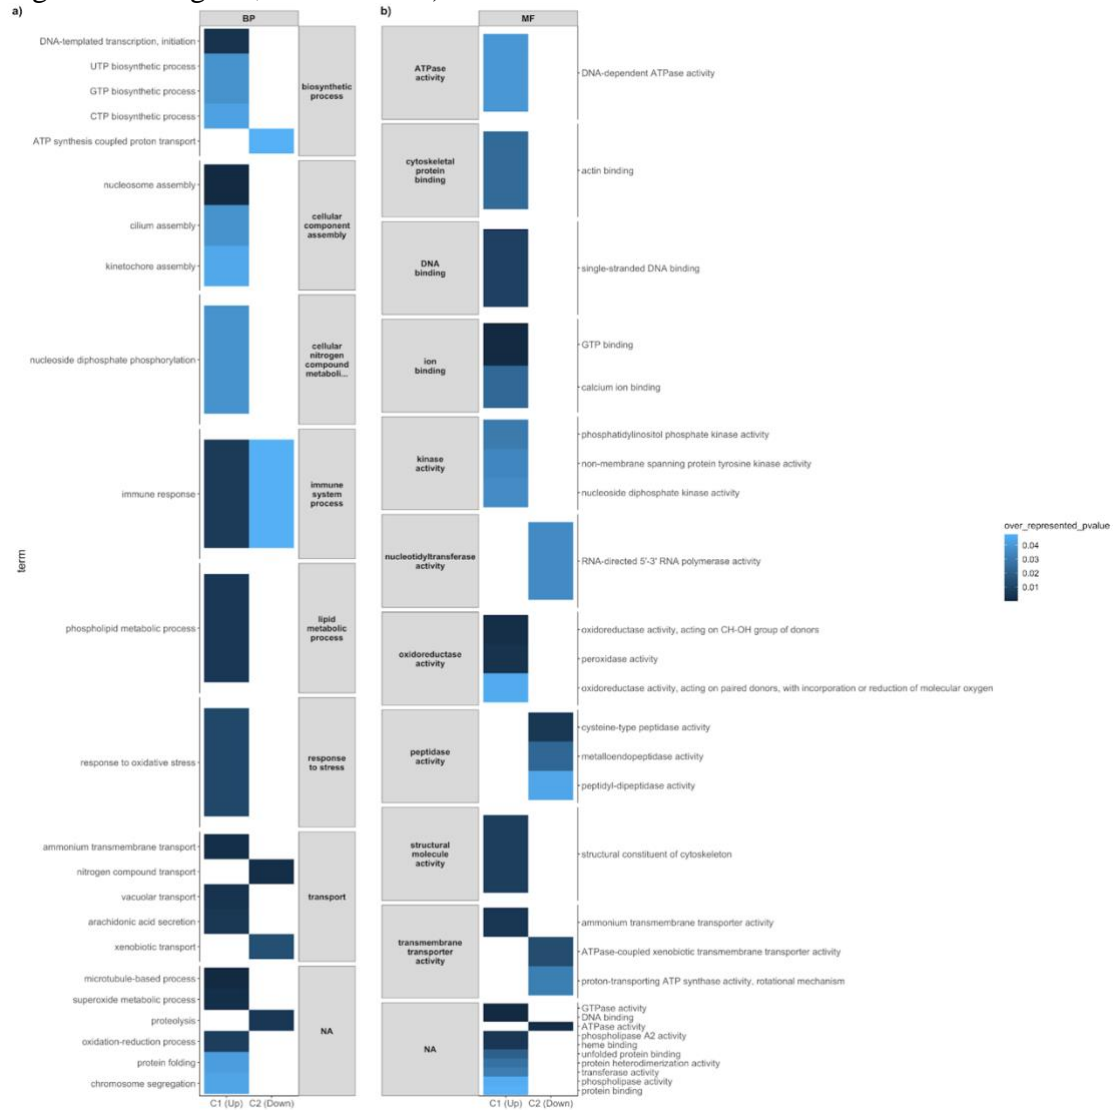 a)
BP
term
DNA-templated transcription, initiation
UTP biosynthetic process
GTP biosynthetic process
CTP biosynthetic process
ATP synthesis coupled proton transport
biosynthetic
process
nucleosome assembly
cilium assembly
kinetochore assembly
cellular
component
assembly
nucleoside diphosphate phosphorylation
cellular
nitrogen
compound
metaboli...
immune response
immune
system
process
phospholipid metabolic process
lipid
metabolic
process
response to oxidative stress
response
to stress
ammonium transmembrane transport
nitrogen compound transport
vacuolar transport
arachidonic acid secretion
xenobiotic transport
transport
microtubule-based process
superoxide metabolic process
proteolysis
oxidation-reduction process
protein folding
chromosome segregation
NA
C1 (Up) C2 (Down)
b)
MF
ATPase
activity
DNA-dependent ATPase activity
cytoskeletal
protein
binding
actin binding
DNA
binding
single-stranded DNA binding
ion
binding
GTP binding
calcium ion binding
kinase
activity
phosphatidylinositol phosphate kinase activity
non-membrane spanning protein tyrosine kinase activity
nucleoside diphosphate kinase activity
nucleotidyltransferase
activity
RNA-directed 5'-3' RNA polymerase activity
oxidoreductase
activity
oxidoreductase activity, acting on CH-OH group of donors
peroxidase activity
oxidoreductase activity, acting on paired donors, with incorporation or reduction of molecular oxygen
peptidase
activity
cysteine-type peptidase activity
metalloendopeptidase activity
peptidyl-dipeptidase activity
structural
molecule
activity
structural constituent of cytoskeleton
transmembrane
transporter
activity
ammonium transmembrane transporter activity
ATPase-coupled xenobiotic transmembrane transporter activity
proton-transporting ATP synthase activity, rotational mechanism
NA
GTPase activity
DNA binding
ATPase activity
phospholipase A2 activity
heme binding
unfolded protein binding
protein heterodimerization activity
transferase activity
phospholipase activity
protein binding
C1 (Up) C2 (Down)
over_represented_pvalue
0.04
0.03
0.02
0.01